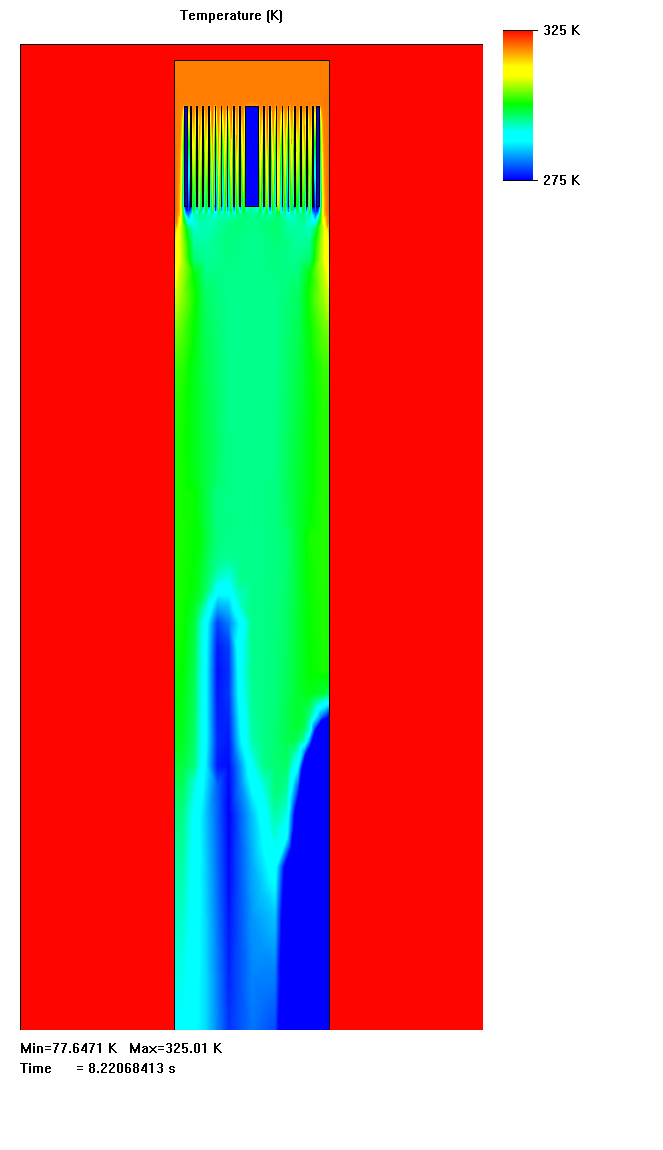 Temperature (K)
325 K
275 K
Min=77.6471 K Max=325.01 K
Time = 8.22068413 s